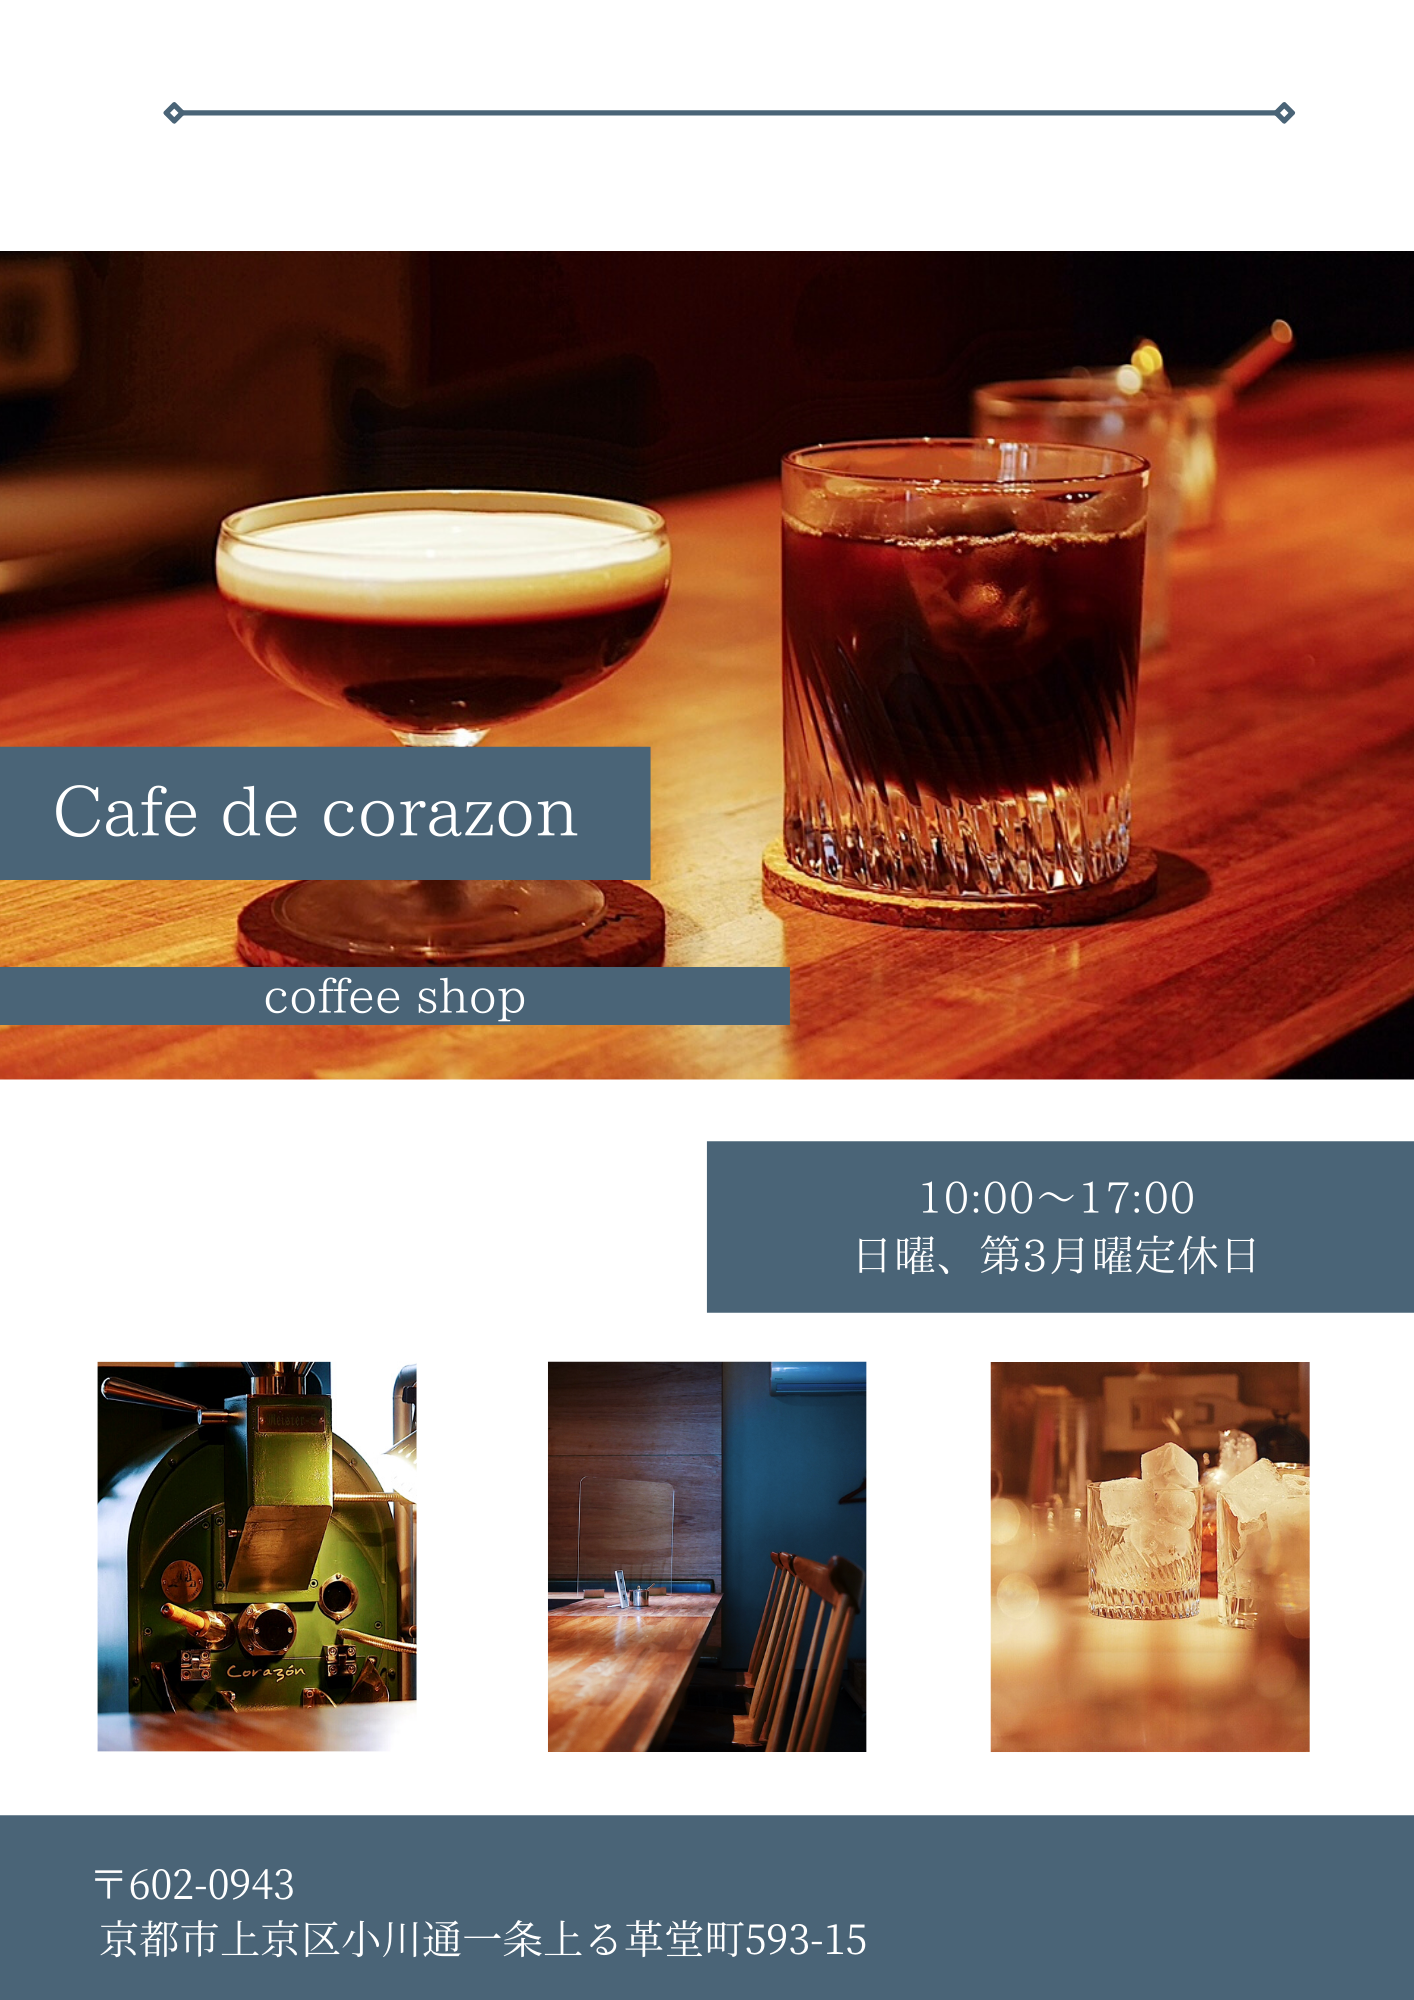 Cafe de corazon
coffee shop
10:00〜17:00
日曜、第3月曜定休日
Corazón
〒602-0943
京都市上京区小川通一条上る革堂町593-15